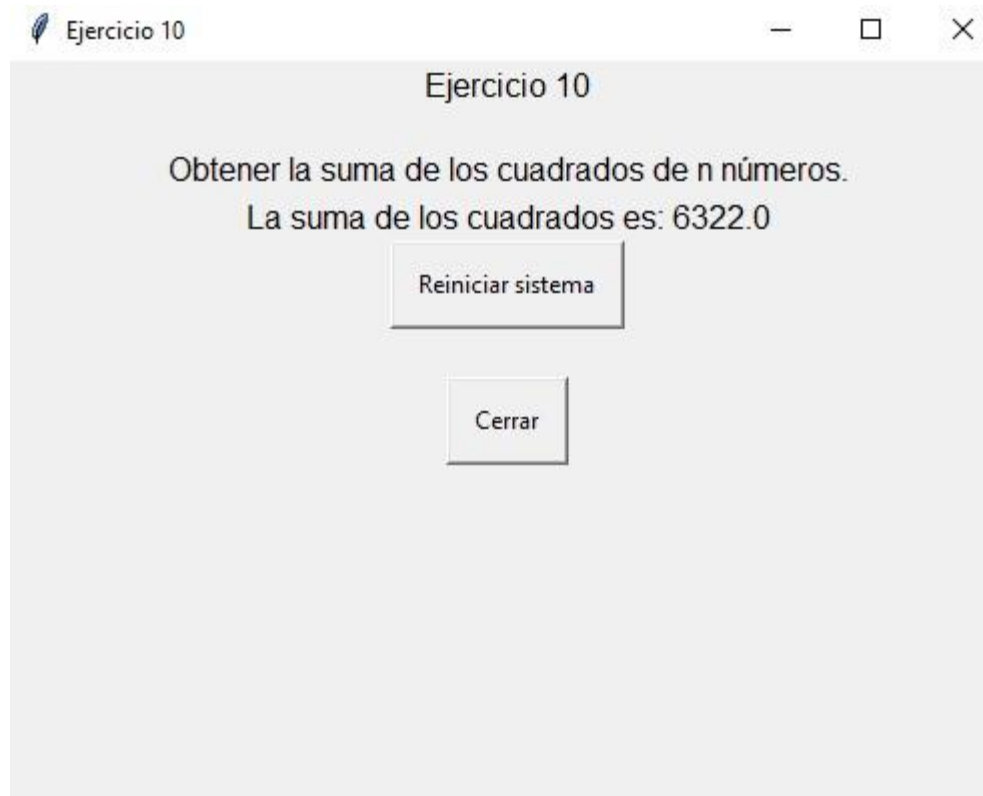 Ejercicio 10
Ejercicio 10
Obtener la suma de los cuadrados de n números.
La suma de los cuadrados es: 6322.0
Reiniciar sistema
Cerrar